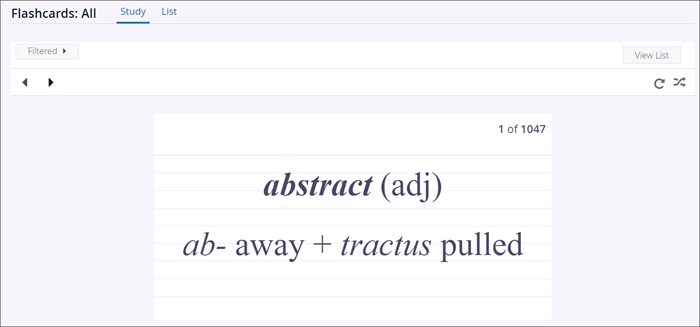 Flashcards: All Study List
Filtered
View List
1 of 1047
abstract (adj)
ab- away + tractus pulled